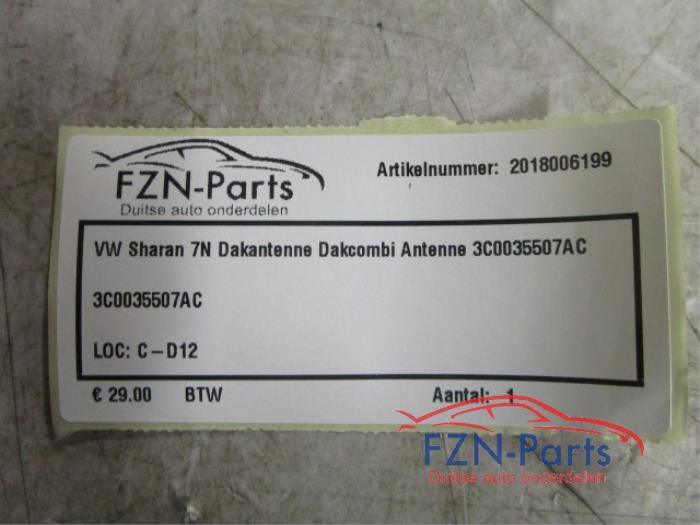 FZN-Parts
Duitse auto onderdelen
Artikelnummer: 2018006199
VW Sharan 7N Dakantenne Dakcombi Antenne 3C0035507AC
3C0035507AC
LOC: C-D12
€ 29.00 BTW Aantal: 1
FZN-Parts
Duitse auto onderdelen